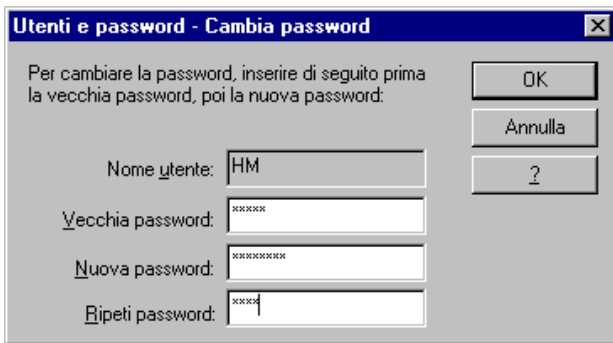 Utenti e password - Cambia password
Per cambiare la password, inserire di seguito prima
la vecchia password, poi la nuova password:
OK
Annulla
?
Nome utente: HM
Vecchia password: *****
Nuova password: ********
Ripeti password: ****